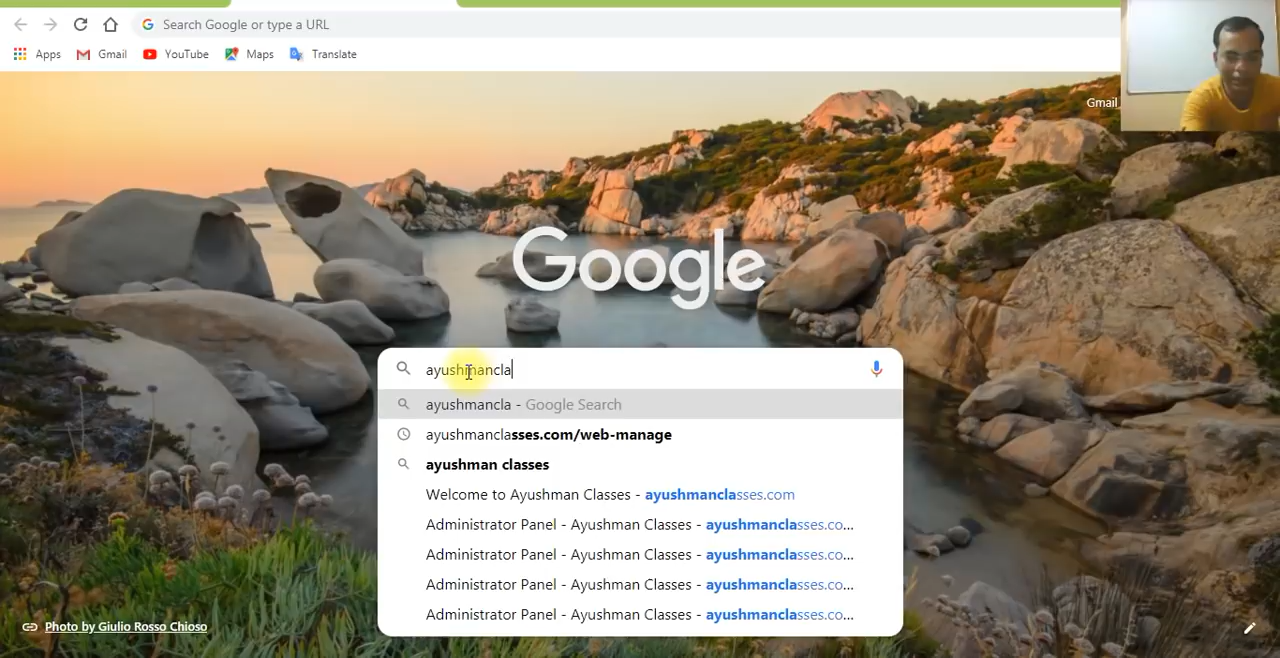 Search Google or type a URL
Apps Gmail YouTube Maps Translate
Gmail
Google
ayushmancla
ayushmancla - Google Search
ayushmanclasses.com/web-manage
ayushman classes
Welcome to Ayushman Classes - ayushmanclasses.com
Administrator Panel - Ayushman Classes - ayushmanclasses.co...
Administrator Panel - Ayushman Classes - ayushmanclasses.co...
Administrator Panel - Ayushman Classes - ayushmanclasses.co...
Administrator Panel - Ayushman Classes - ayushmanclasses.co...
Photo by Giulio Rosso Chioso